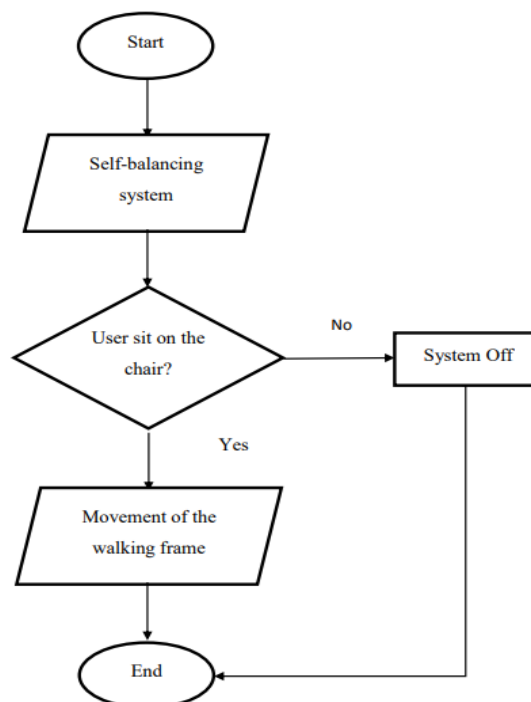 Start
Self-balancing
system
User sit on the
chair?
No
System Off
Yes
Movement of the
walking frame
End